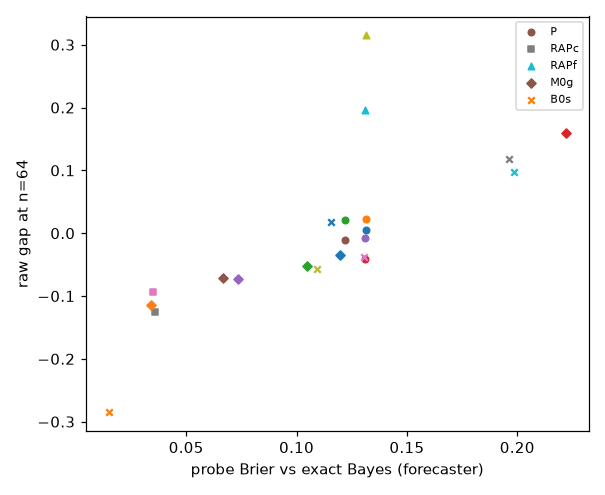 0.3
0.2
0.1
0.0
−0.1
−0.2
−0.3
raw gap at n=64
P
RAPc
RAPf
M0g
B0s
0.05
0.10
0.15
0.20
probe Brier vs exact Bayes (forecaster)